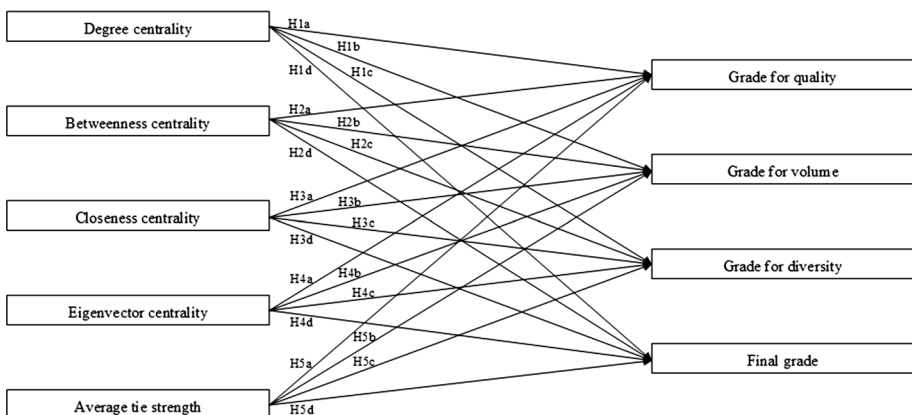 Degree centrality
Betweenness centrality
Closeness centrality
Eigenvector centrality
Average tie strength
H1a
H1b
H1c
H1d
H2a
H2b
H2c
H2d
H3a
H3b
H3c
H3d
H4a
H4b
H4c
H4d
H5b
H5a
H5c
H5d
Grade for quality
Grade for volume
Grade for diversity
Final grade